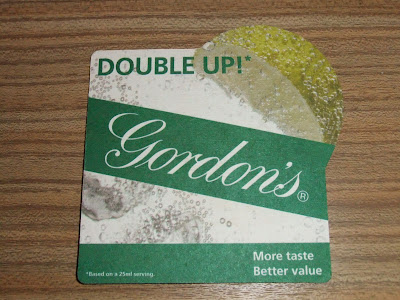 DOUBLE UP!*
Gordon's®
More taste
Better value
*Based on a 25ml serving.